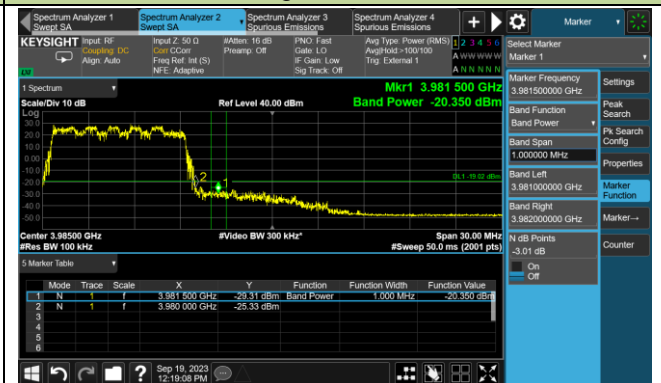 Spectrum Analyzer 1
Swept SA
Spectrum Analyzer 2
Swept SA
Spectrum Analyzer 3
Spurious Emissions
Spectrum Analyzer 4
Spurious Emissions
Marker
KEYSIGHT
Input: RF
Coupling: DC
Align: Auto
Input Z: 50 Ω
Corr CCorr
Freq Ref: Int (S)
NFE: Adaptive
#Atten: 16 dB
Preamp: Off
PNO: Fast
Gate: LO
IF Gain: Low
Sig Track: Off
Avg Type: Power (RMS)
Avg|Hold:>100/100
Trig: External 1
1 2 3 4 5 6
A W W W W W
A N N N N N
LXI
Select Marker
Marker 1
1 Spectrum
Scale/Div 10 dB
Ref Level 40.00 dBm
Mkr1 3.981 500 GHz
Band Power -20.350 dBm
Log
30.0
20.0
10.0
0.00
-10.0
-20.0
-30.0
-40.0
-50.0
2
1
DL1 -19.02 dBm
Center 3.98500 GHz
#Res BW 100 kHz
#Video BW 300 kHz*
Span 30.00 MHz
#Sweep 50.0 ms (2001 pts)
Marker Frequency
3.981500000 GHz
Band Function
Band Power
Band Span
1.000000 MHz
Band Left
3.981000000 GHz
Band Right
3.982000000 GHz
N dB Points
-3.01 dB
On
Off
Settings
Peak
Search
Pk Search
Config
Properties
Marker
Function
Marker→
Counter
5 Marker Table
Mode Trace Scale X Y Function Function Width Function Value
1 N 1 f 3.981 500 GHz -29.31 dBm Band Power 1.000 MHz -20.350 dBm
2 N 1 f 3.980 000 GHz -25.33 dBm
3
4
5
6
?
Sep 19, 2023
12:19:08 PM